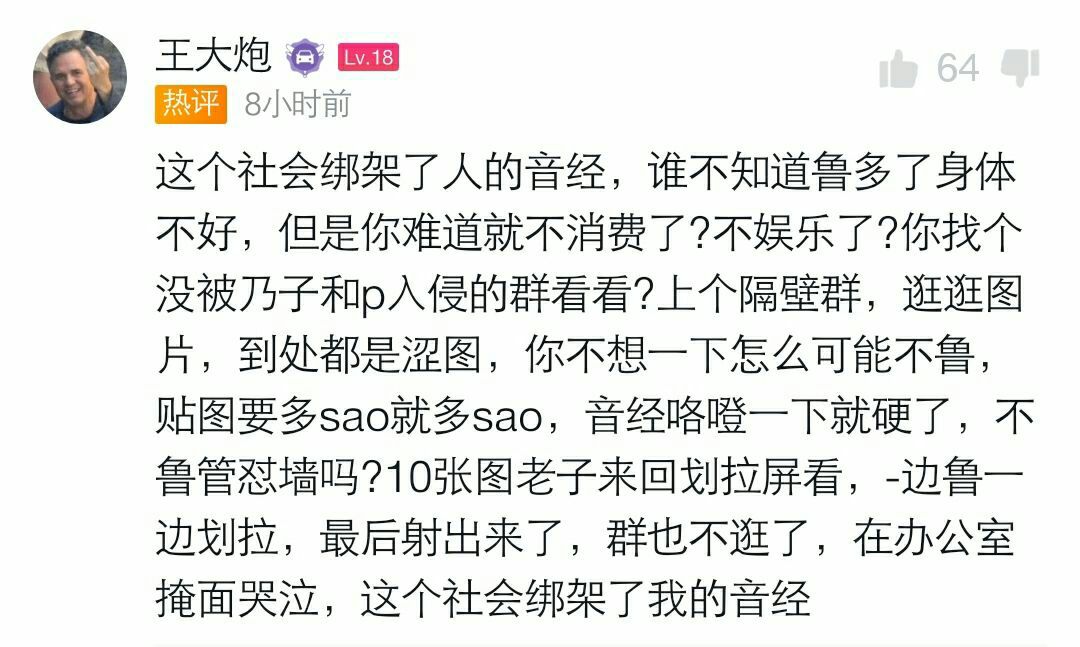 王大炮 Lv.18
热评 8小时前
64
这个社会绑架了人的音经，谁不知道鲁多了身体
不好，但是你难道就不消费了?不娱乐了?你找个
没被乃子和p入侵的群看看?上个隔壁群，逛逛图
片，到处都是涩图，你不想一下怎么可能不鲁，
贴图要多sao就多sao，音经咯噔一下就硬了，不
鲁管怼墙吗?10张图老子来回划拉屏看，-边鲁一
边划拉，最后射出来了，群也不逛了，在办公室
掩面哭泣，这个社会绑架了我的音经